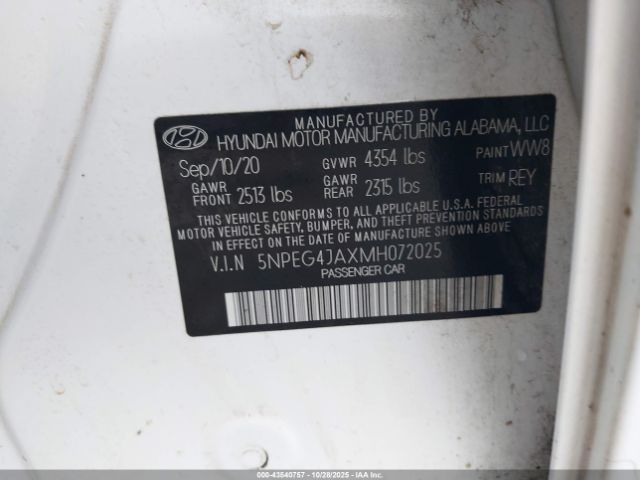 MANUFACTURED BY
HYUNDAI MOTOR MANUFACTURING ALABAMA, LLC
Sep/10/20 GVWR 4354 lbs PAINT WW8
GAWR FRONT 2513 lbs GAWR REAR 2315 lbs TRIM REY
THIS VEHICLE CONFORMS TO ALL APPLICABLE U.S.A. FEDERAL
MOTOR VEHICLE SAFETY, BUMPER, AND THEFT PREVENTION STANDARDS
IN EFFECT ON THE DATE OF MANUFACTURE SHOWN ABOVE.
V.I.N 5NPEG4JAXMH072025
PASSENGER CAR
000-43540757 - 10/28/2025 - © COPYRIGHT IAA, LLC